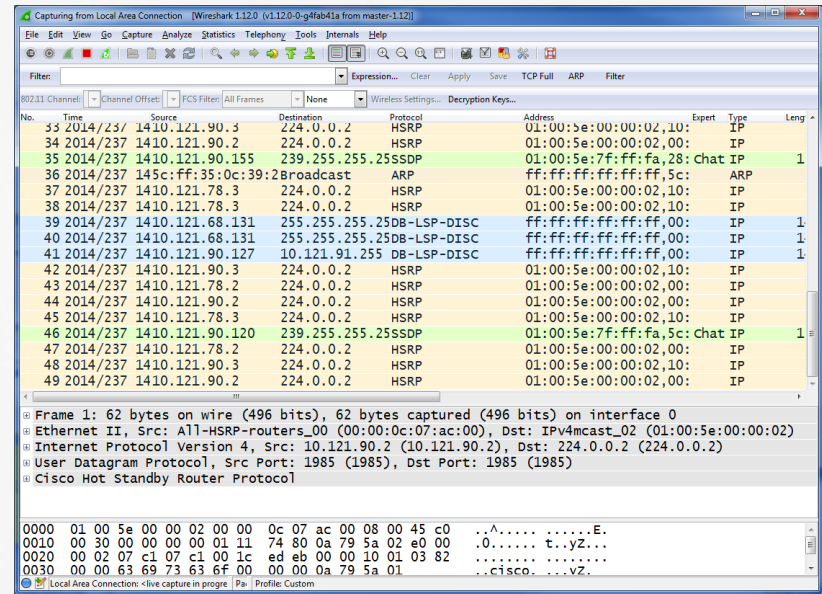 Capturing from Local Area Connection [Wireshark 1.12.0 (v1.12.0-0-g4fab41a from master-1.12)]
File Edit View Go Capture Analyze Statistics Telephony Tools Internals Help
Filter: Expression... Clear Apply Save TCP Full ARP Filter
802.11 Channel: Channel Offset: FCS Filter: All Frames None Wireless Settings... Decryption Keys...
No. Time Source Destination Protocol Address Expert Type Leng
33 2014/237 1410.121.90.3 224.0.0.2 HSRP 01:00:5e:00:00:02,10: IP
34 2014/237 1410.121.90.2 224.0.0.2 HSRP 01:00:5e:00:00:02,00: IP
35 2014/237 1410.121.90.155 239.255.255.25SSDP 01:00:5e:7f:ff:fa,28: Chat IP 1
36 2014/237 145c:ff:35:0c:39:2Broadcast ARP ff:ff:ff:ff:ff:ff,5c: ARP
37 2014/237 1410.121.78.3 224.0.0.2 HSRP 01:00:5e:00:00:02,10: IP
38 2014/237 1410.121.78.3 224.0.0.2 HSRP 01:00:5e:00:00:02,10: IP
39 2014/237 1410.121.68.131 255.255.255.25DB-LSP-DISC ff:ff:ff:ff:ff:ff,00: IP 1
40 2014/237 1410.121.68.131 255.255.255.25DB-LSP-DISC ff:ff:ff:ff:ff:ff,00: IP 1
41 2014/237 1410.121.90.127 10.121.91.255 DB-LSP-DISC ff:ff:ff:ff:ff:ff,00: IP 1
42 2014/237 1410.121.90.3 224.0.0.2 HSRP 01:00:5e:00:00:02,10: IP
43 2014/237 1410.121.78.2 224.0.0.2 HSRP 01:00:5e:00:00:02,00: IP
44 2014/237 1410.121.90.2 224.0.0.2 HSRP 01:00:5e:00:00:02,00: IP
45 2014/237 1410.121.78.3 224.0.0.2 HSRP 01:00:5e:00:00:02,10: IP
46 2014/237 1410.121.90.120 239.255.255.25SSDP 01:00:5e:7f:ff:fa,5c: Chat IP 1
47 2014/237 1410.121.78.2 224.0.0.2 HSRP 01:00:5e:00:00:02,00: IP
48 2014/237 1410.121.90.3 224.0.0.2 HSRP 01:00:5e:00:00:02,10: IP
49 2014/237 1410.121.90.2 224.0.0.2 HSRP 01:00:5e:00:00:02,00: IP
Frame 1: 62 bytes on wire (496 bits), 62 bytes captured (496 bits) on interface 0
Ethernet II, Src: All-HSRP-routers_00 (00:00:0c:07:ac:00), Dst: IPv4mcast_02 (01:00:5e:00:00:02)
Internet Protocol Version 4, Src: 10.121.90.2 (10.121.90.2), Dst: 224.0.0.2 (224.0.0.2)
User Datagram Protocol, Src Port: 1985 (1985), Dst Port: 1985 (1985)
Cisco Hot Standby Router Protocol
0000 01 00 5e 00 00 02 00 00 0c 07 ac 00 08 00 45 c0 ..^..... ......E.
0010 00 30 00 00 00 00 01 11 74 80 0a 79 5a 02 e0 00 .0...... t..yZ...
0020 00 02 07 c1 07 c1 00 1c ed eb 00 00 10 01 03 82 ........ ........
0030 00 00 63 69 73 63 6f 00 00 00 0a 79 5a 01 ..cisco. ...yZ.
Local Area Connection: <live capture in progre Pa Profile: Custom